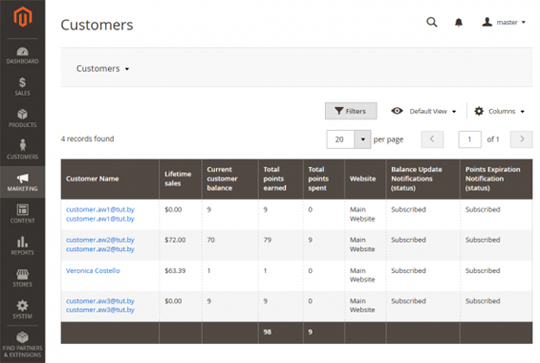 Customers
master
DASHBOARD
$
SALES
PRODUCTS
CUSTOMERS
MARKETING
CONTENT
REPORTS
STORES
SYSTEM
FIND PARTNERS
& EXTENSIONS
Customers
Filters
Default View
Columns
4 records found
20
per page
1
of 1
Customer Name
Lifetime
sales
Current
customer
balance
Total
points
earned
Total
points
spent
Website
Balance Update
Notifications
(status)
Points Expiration
Notification
(status)
customer.aw1@tut.by
customer.aw1@tut.by
$0.00
9
9
0
Main
Website
Subscribed
Subscribed
customer.aw2@tut.by
customer.aw2@tut.by
$72.00
70
79
9
Main
Website
Subscribed
Subscribed
Veronica Costello
$63.39
1
1
0
Main
Website
Subscribed
Subscribed
customer.aw3@tut.by
customer.aw3@tut.by
$0.00
9
9
0
Main
Website
Subscribed
Subscribed
98
9